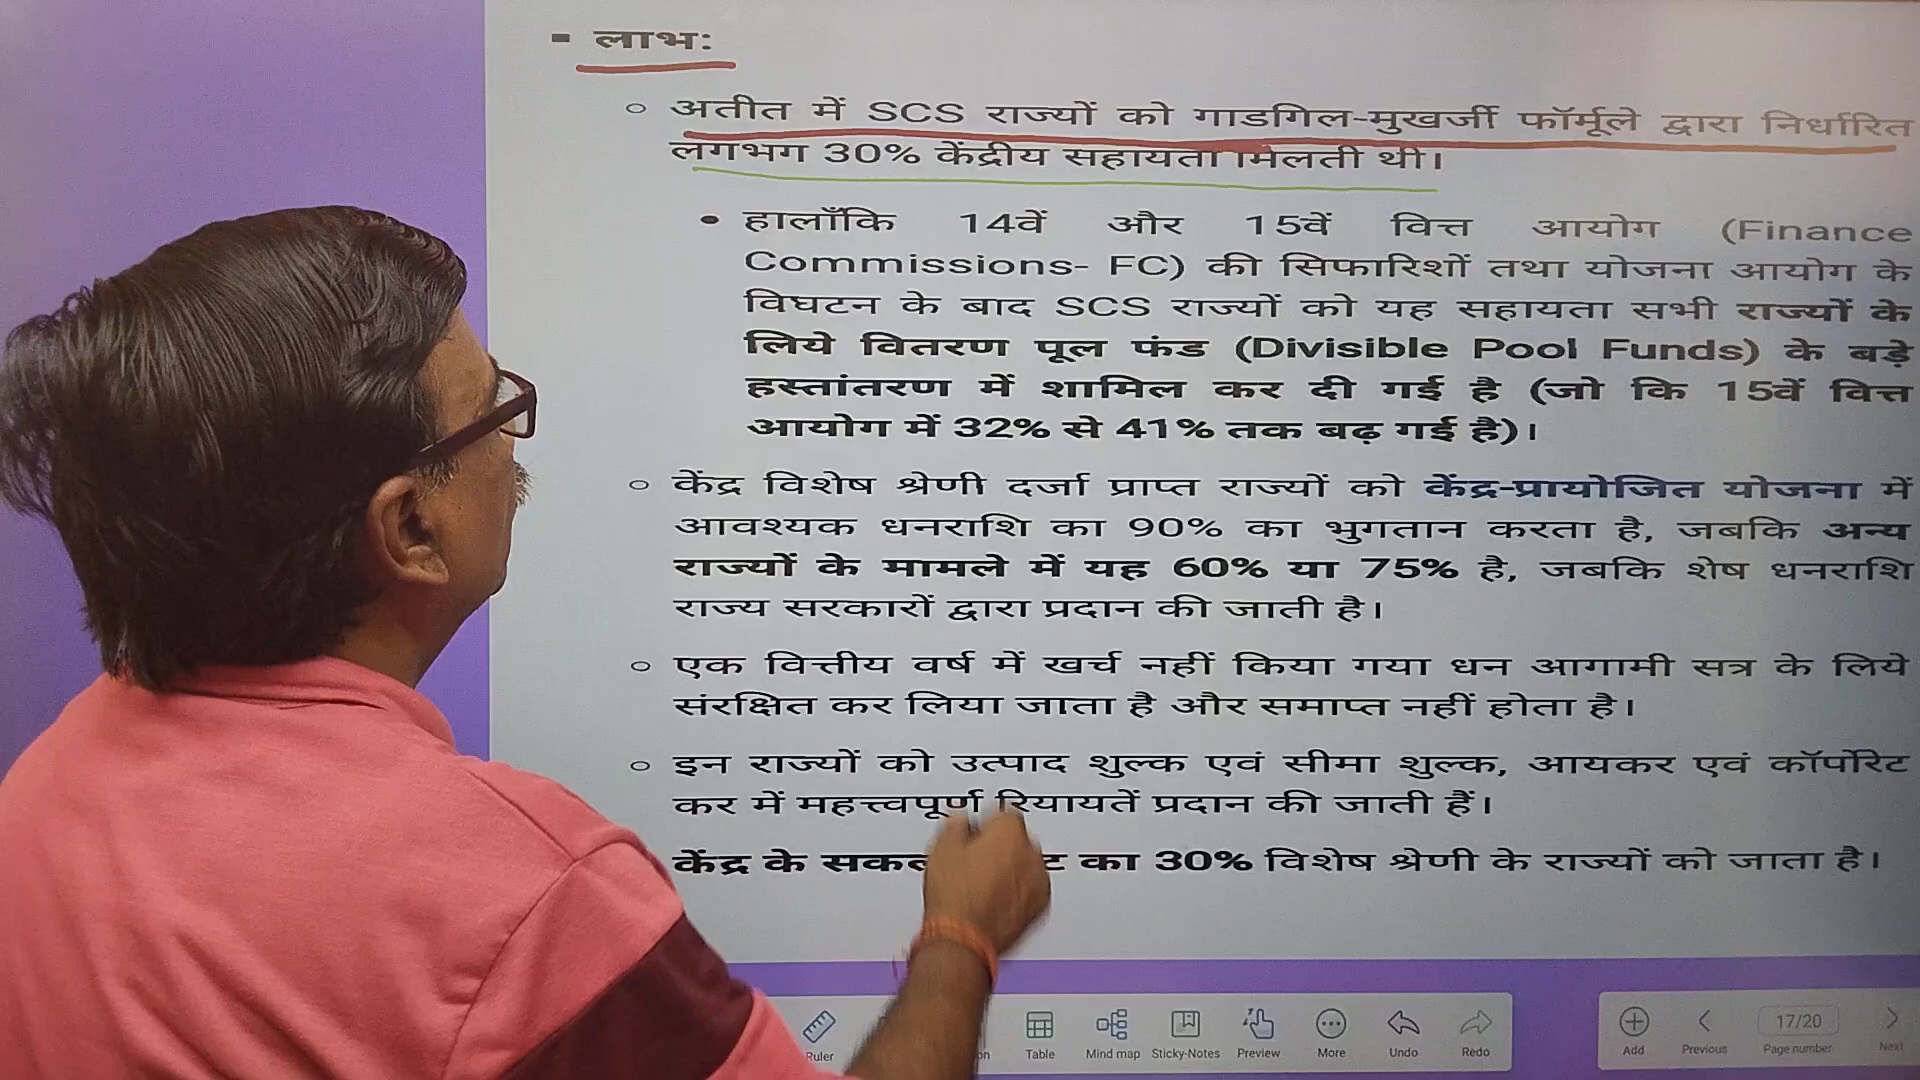 लाभ:
अतीत में SCS राज्यों को गाडगिल-मुखर्जी फॉर्मूले द्वारा निर्धारित
लगभग 30% केंद्रीय सहायता मिलती थी।
हालाँकि 14वें और 15वें वित्त आयोग (Finance
Commissions- FC) की सिफारिशों तथा योजना आयोग के
विघटन के बाद SCS राज्यों को यह सहायता सभी राज्यों के
लिये वितरण पूल फंड (Divisible Pool Funds) के बड़े
हस्तांतरण में शामिल कर दी गई है (जो कि 15वें वित्त
आयोग में 32% से 41% तक बढ़ गई है)।
केंद्र विशेष श्रेणी दर्जा प्राप्त राज्यों को केंद्र-प्रायोजित योजना में
आवश्यक धनराशि का 90% का भुगतान करता है, जबकि अन्य
राज्यों के मामले में यह 60% या 75% है, जबकि शेष धनराशि
राज्य सरकारों द्वारा प्रदान की जाती है।
एक वित्तीय वर्ष में खर्च नहीं किया गया धन आगामी सत्र के लिये
संरक्षित कर लिया जाता है और समाप्त नहीं होता है।
इन राज्यों को उत्पाद शुल्क एवं सीमा शुल्क, आयकर एवं कॉर्पोरेट
कर में महत्त्वपूर्ण रियायतें प्रदान की जाती हैं।
केंद्र के का 30% विशेष श्रेणी के राज्यों को जाता है।
Ruler Table Mind map Sticky-Notes Preview More Undo Redo
17/20
Add Previous Page number Next